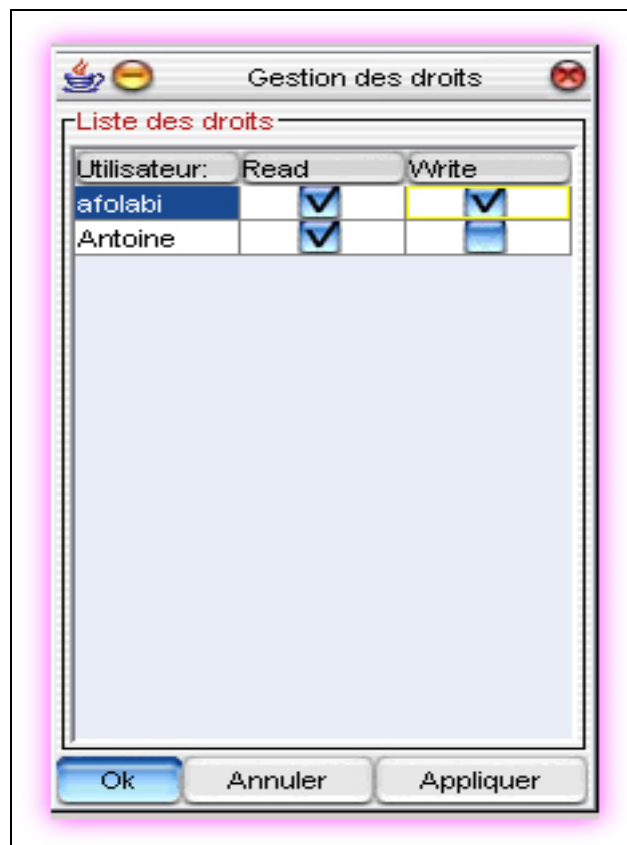 Gestion des droits
Liste des droits
Utilisateur: Read Write
afolabi
Antoine
Ok Annuler Appliquer